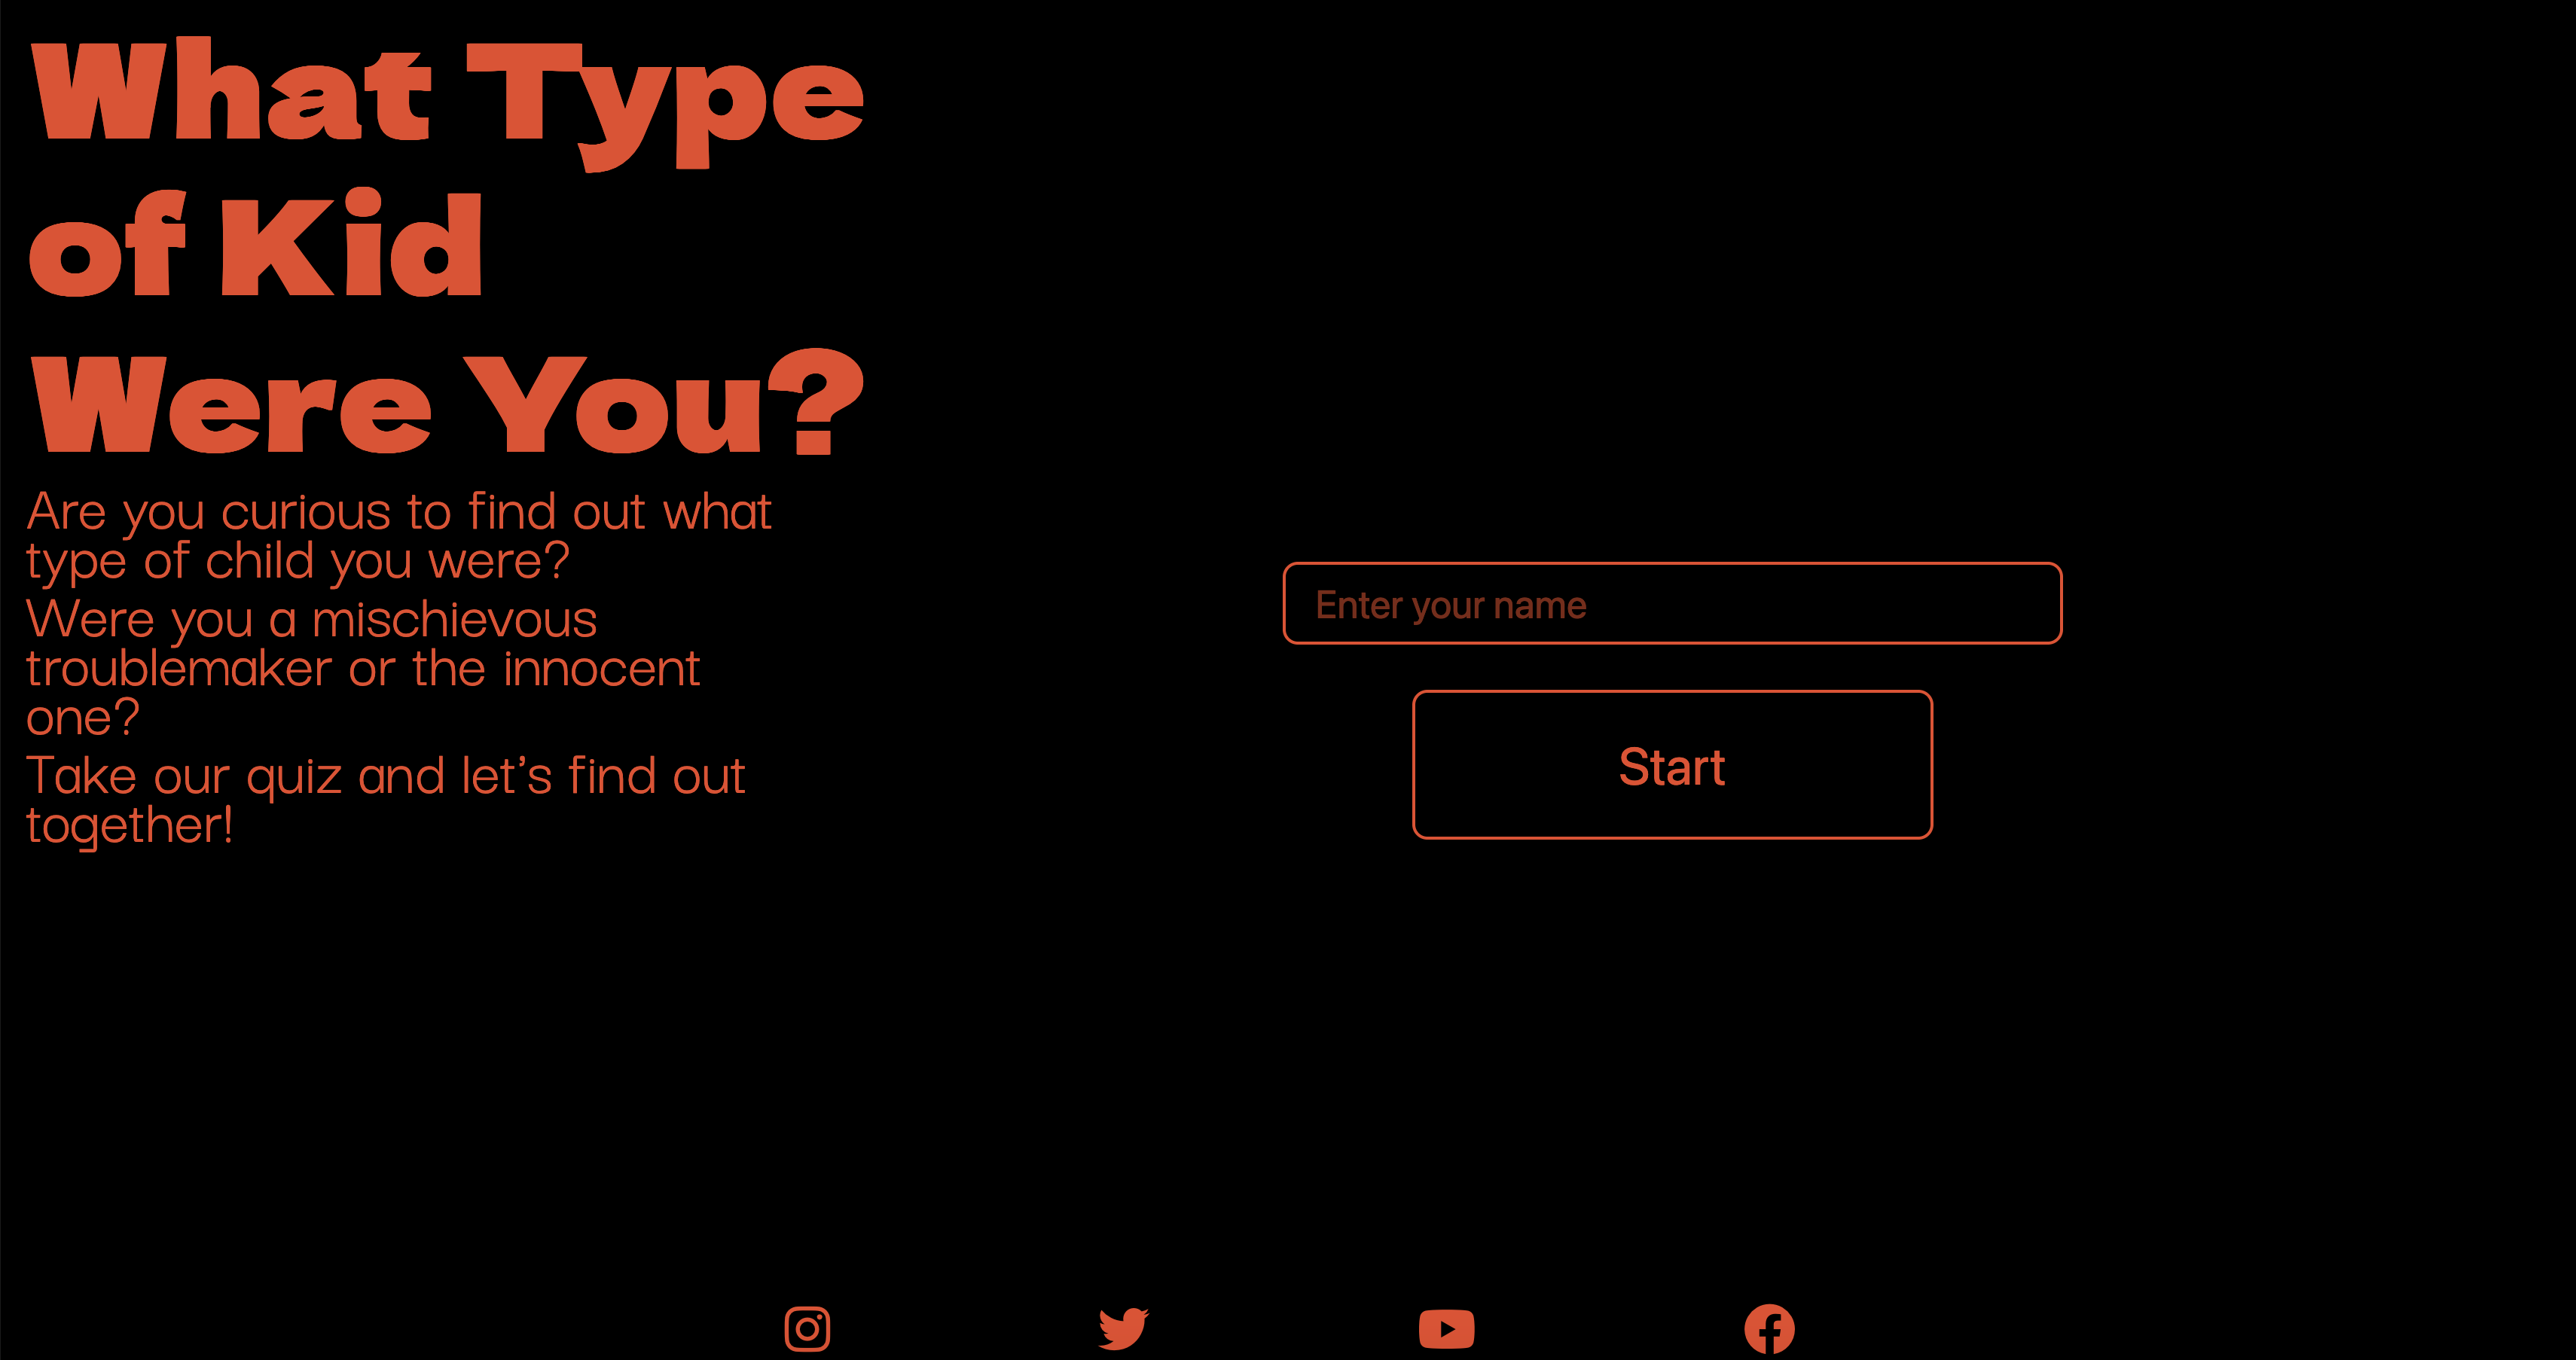 What Type
of Kid
Were You?
Are you curious to find out what
type of child you were?
Were you a mischievous
troublemaker or the innocent
one?
Take our quiz and let’s find out
together!
Enter your name
Start